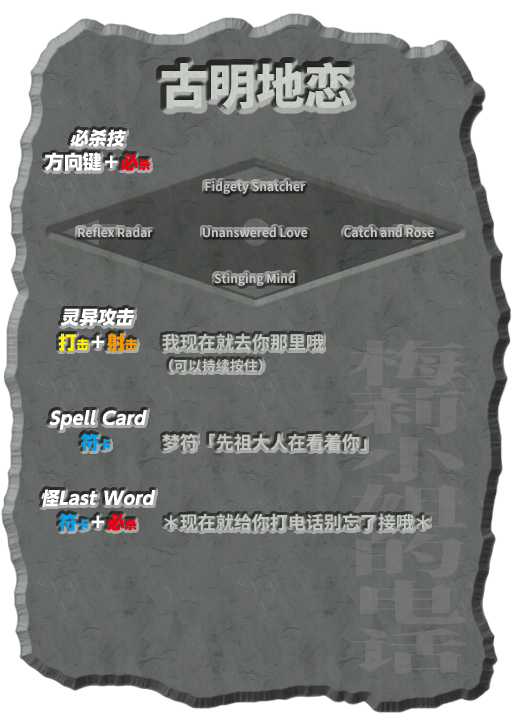 古明地恋
必杀技
方向键+必杀
Fidgety Snatcher
Reflex Radar
Unanswered Love
Catch and Rose
Stinging Mind
灵异攻击
打击+射击
我现在就去你那里哦
（可以持续按住）
Spell Card
符卡
梦符「先祖大人在看着你」
怪Last Word
符卡+必杀
＊现在就给你打电话别忘了接哦＊
梅莉小姐的电话